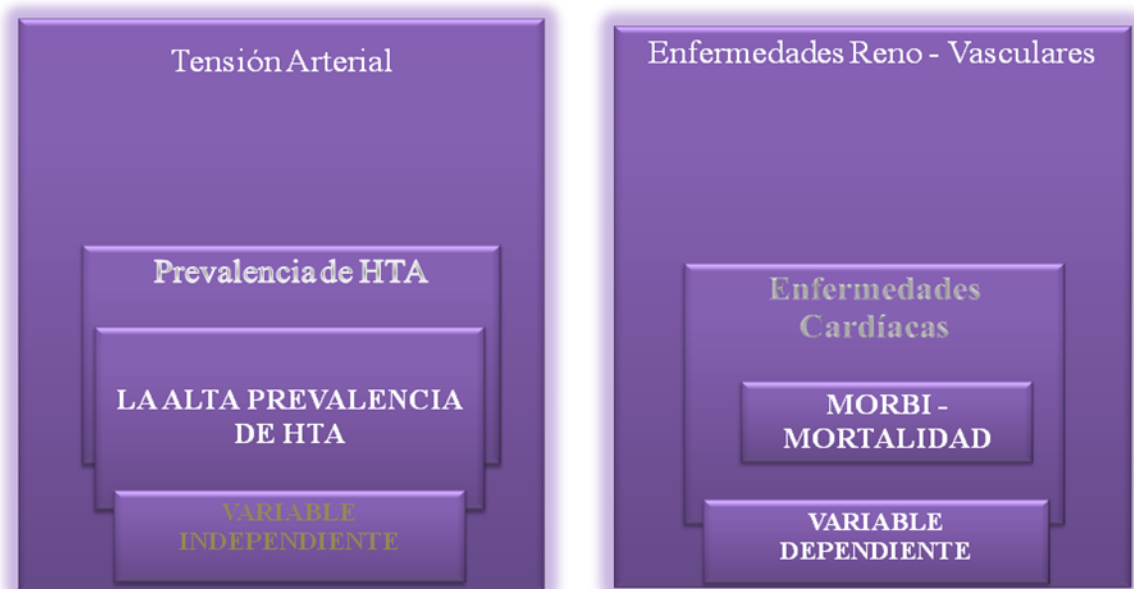 Tensión Arterial
Prevalencia de HTA
LA ALTA PREVALENCIA
DE HTA
VARIABLE
INDEPENDIENTE
Enfermedades Reno - Vasculares
Enfermedades
Cardíacas
MORBI -
MORTALIDAD
VARIABLE
DEPENDIENTE